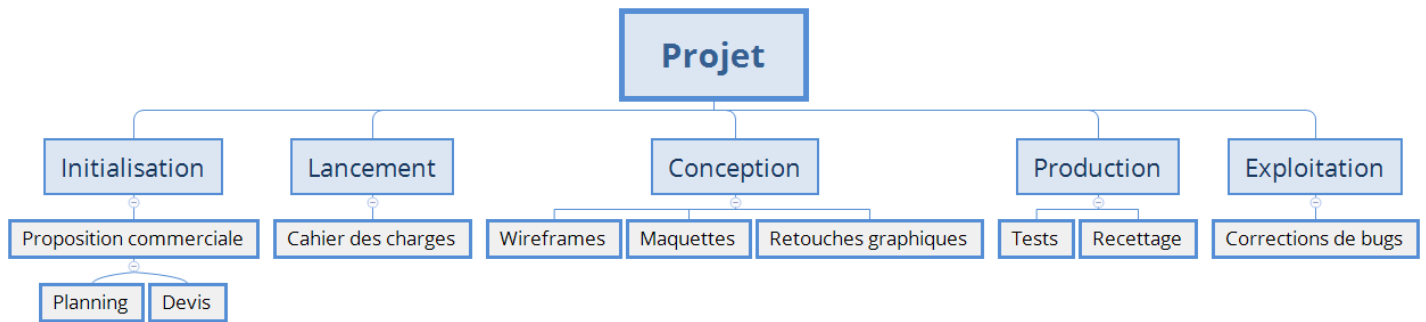 Projet
Initialisation
Lancement
Conception
Production
Exploitation
Proposition commerciale
Cahier des charges
Wireframes
Maquettes
Retouches graphiques
Tests
Recettage
Corrections de bugs
Planning
Devis